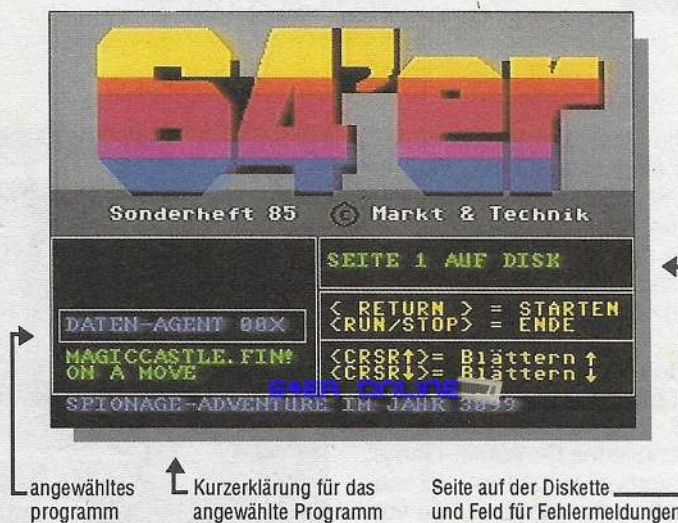 64'er
Sonderheft 85 © Markt & Technik
SEITE 1 AUF DISK
DATEN-AGENT 00X
MAGICCASTLE.FIN!
ON A MOVE
< RETURN > = STARTEN
<RUN/STOP> = ENDE
<CRSR↑>= Blättern ↑
<CRSR↓>= Blättern ↓
64ER ONLINE
SPIONAGE-ADVENTURE IM JAHR 3099
angewähltes
programm
Kurzerklärung für das
angewählte Programm
Seite auf der Diskette
und Feld für Fehlermeldungen